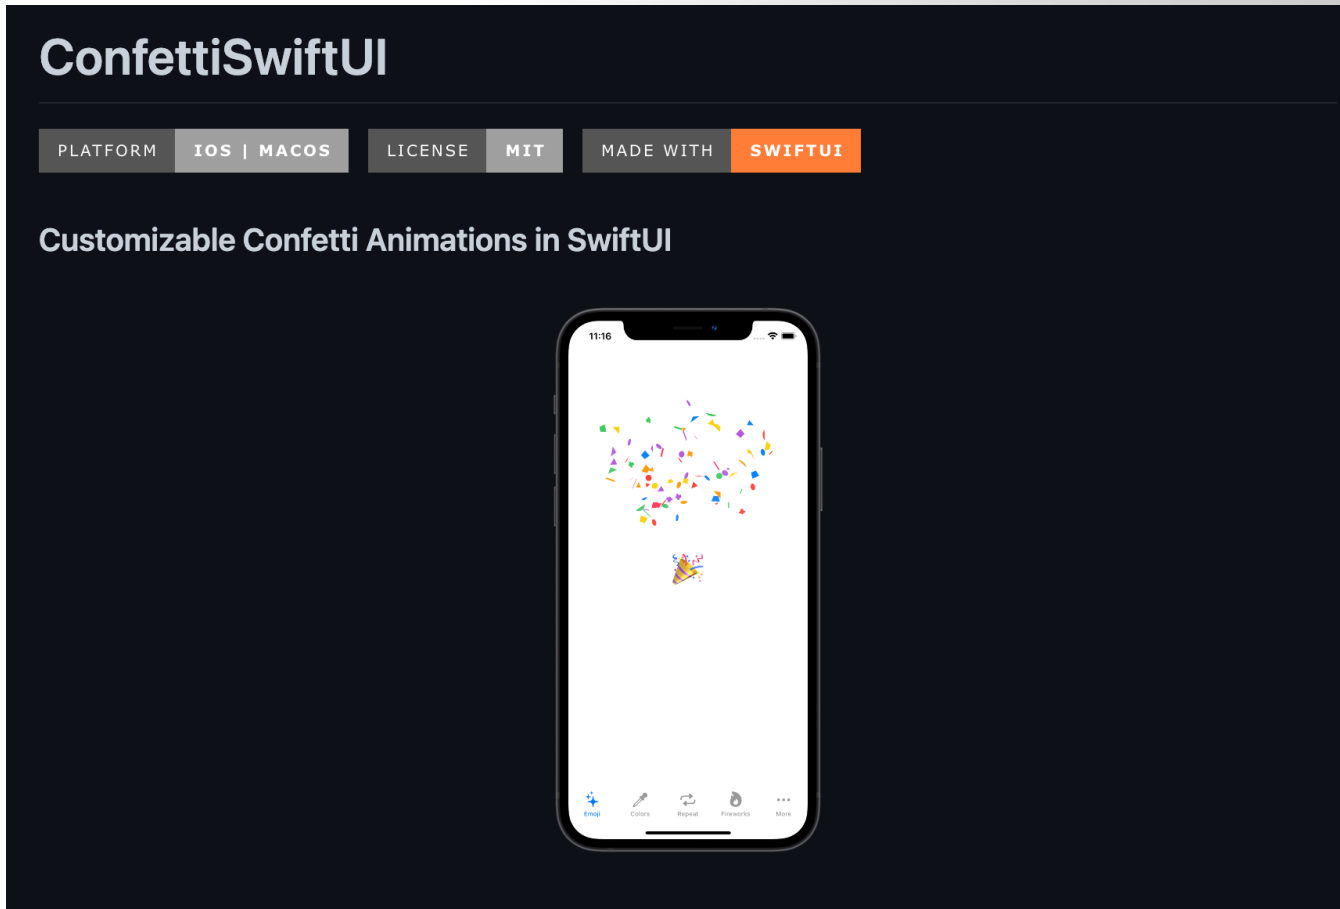 ConfettiSwiftUI
PLATFORM IOS | MACOS LICENSE MIT MADE WITH SWIFTUI
Customizable Confetti Animations in SwiftUI
11:16
Emoji Colors Repeat Fireworks More